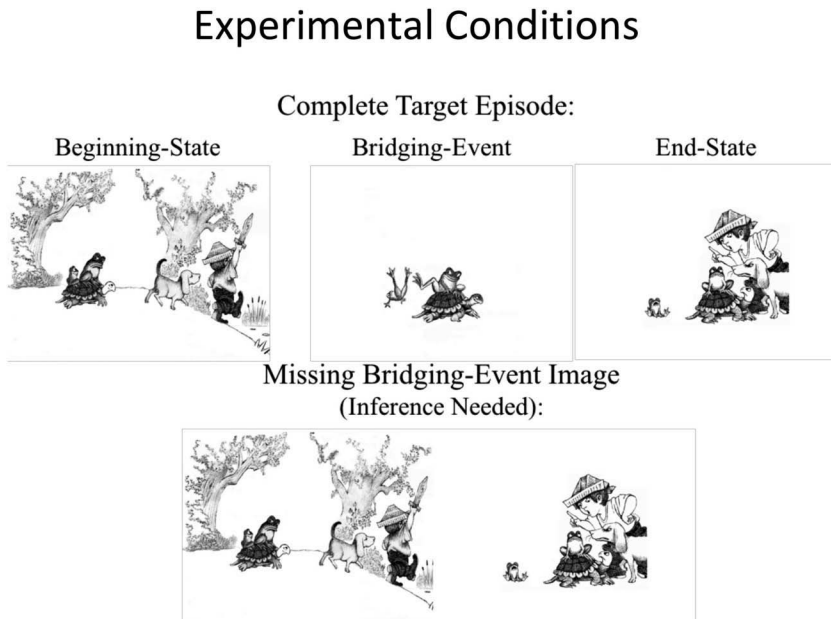 Experimental Conditions
Complete Target Episode:
Beginning-State
Bridging-Event
End-State
Missing Bridging-Event Image
(Inference Needed):